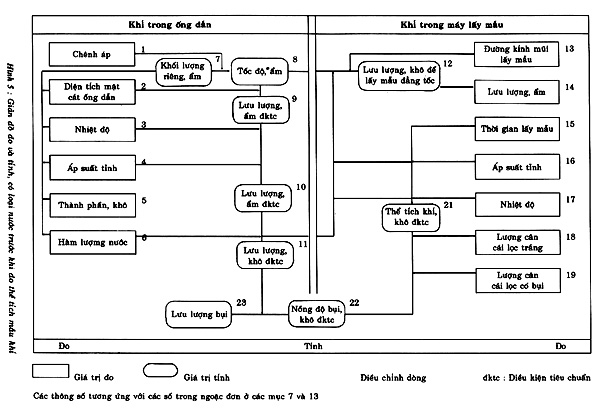 Khí trong ống dẫn
Khí trong máy lấy mẫu
Chênh áp
1
Khối lượng
riêng, ẩm
7
Tốc độ, ẩm
8
Diện tích mặt
cắt ống dẫn
2
Lưu lượng,
ẩm đktc
9
Nhiệt độ
3
Áp suất tĩnh
4
Thành phần, khô
5
Lưu lượng,
ẩm đktc
10
Hàm lượng nước
6
Lưu lượng,
khô đktc
11
Lưu lượng bụi
23
Nồng độ bụi,
khô đktc
22
Lưu lượng, khô để
lấy mẫu đẳng tốc
12
Đường kính mũi
lấy mẫu
13
Lưu lượng, ẩm
14
Thời gian lấy mẫu
15
Áp suất tĩnh
16
Nhiệt độ
17
Thể tích khí,
khô đktc
21
Lượng cân
cái lọc trắng
18
Lượng cân
cái lọc có bụi
19
Đo
Tính
Đo
Giá trị đo
Giá trị tính
Điều chỉnh dòng
đktc : Điều kiện tiêu chuẩn
Các thông số tương ứng với các số trong ngoặc đơn ở các mục 7 và 13
Hình 5 : Giản đồ đo và tính, có loại nước trước khi đo thể tích mẫu khí